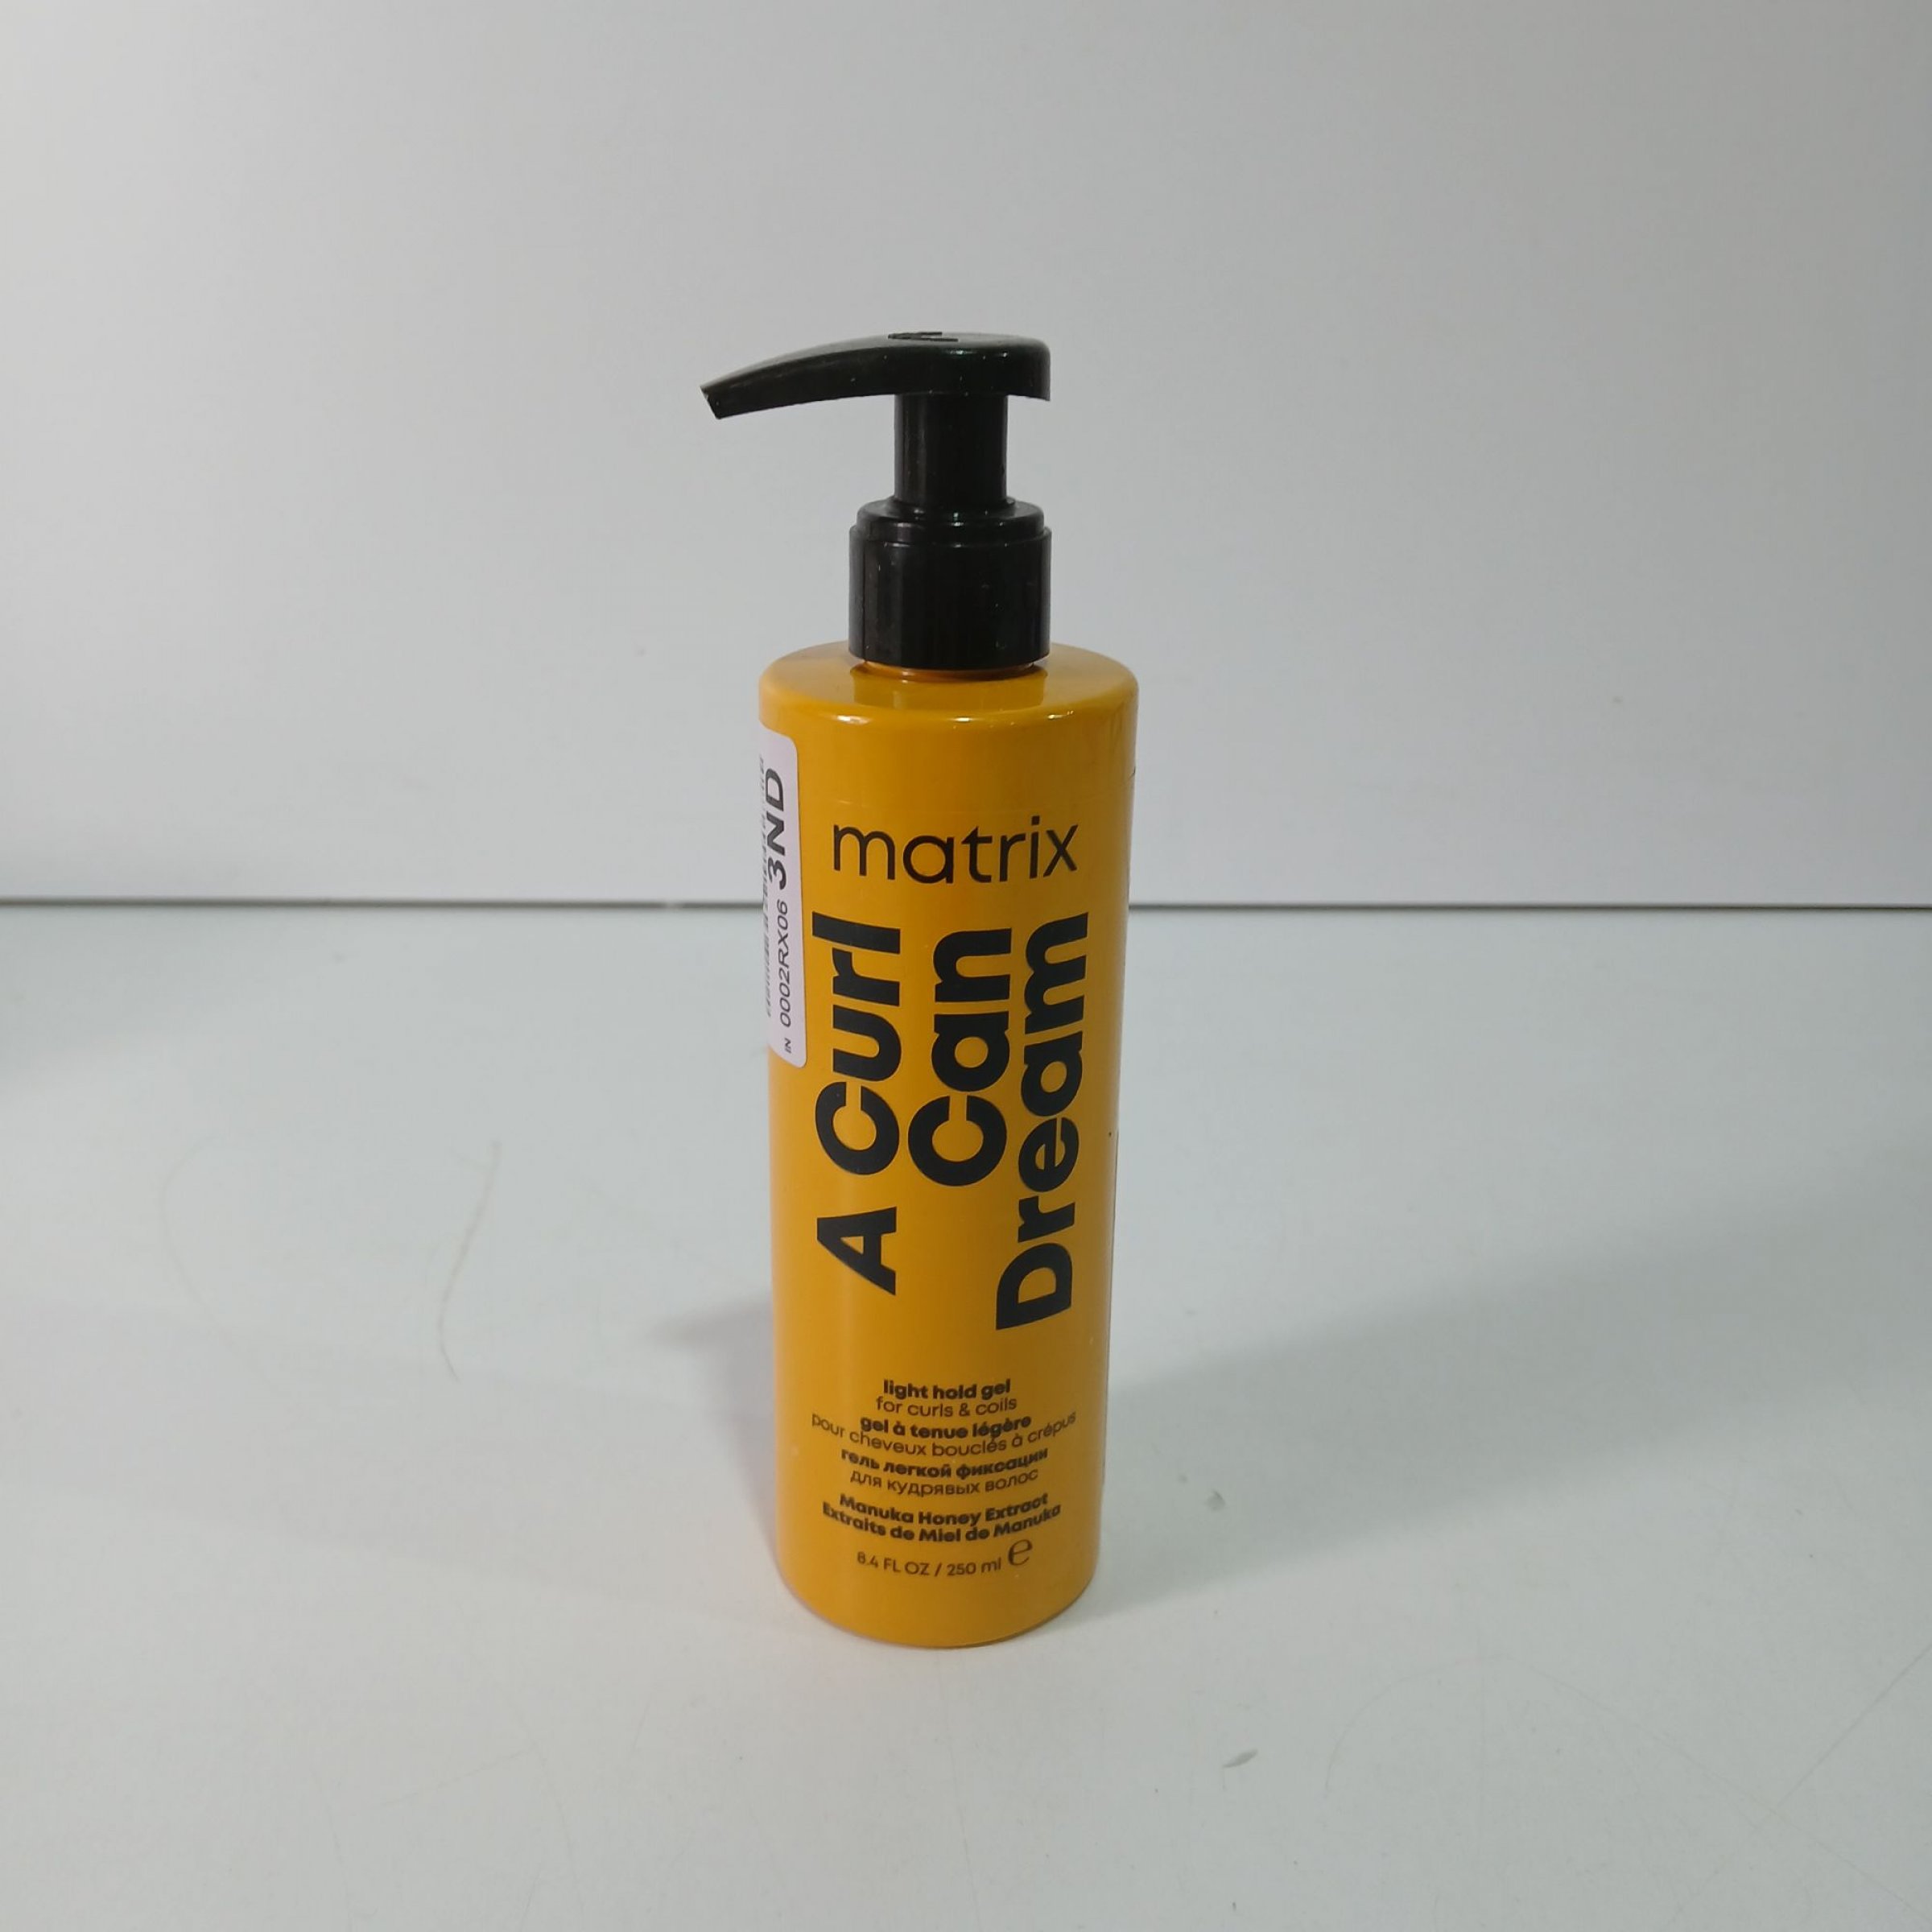 matrix
A Curl
Can
Dream
light hold gel
for curls & coils
gel à tenue légère
pour cheveux bouclés à crépus
гель легкой фиксации
для кудрявых волос
Manuka Honey Extract
Extraits de Miel de Manuka
8.4 FL OZ / 250 ml e
3ND
IN 0002RX06